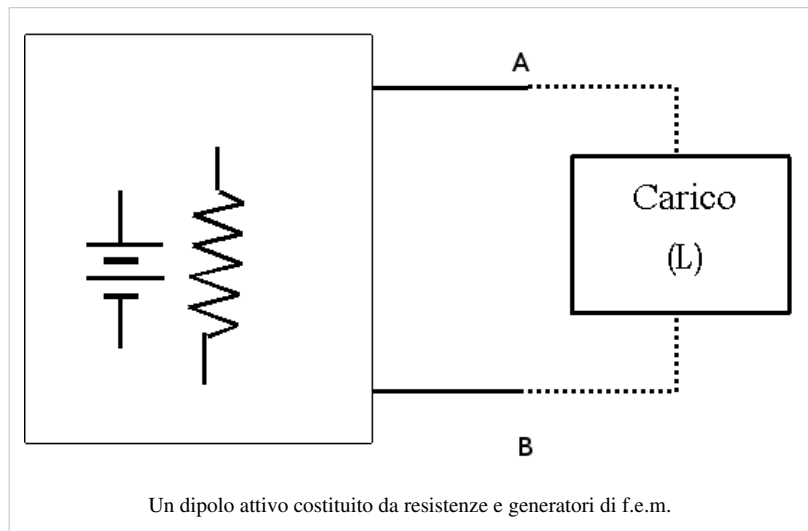 A
Carico
(L)
B
Un dipolo attivo costituito da resistenze e generatori di f.e.m.